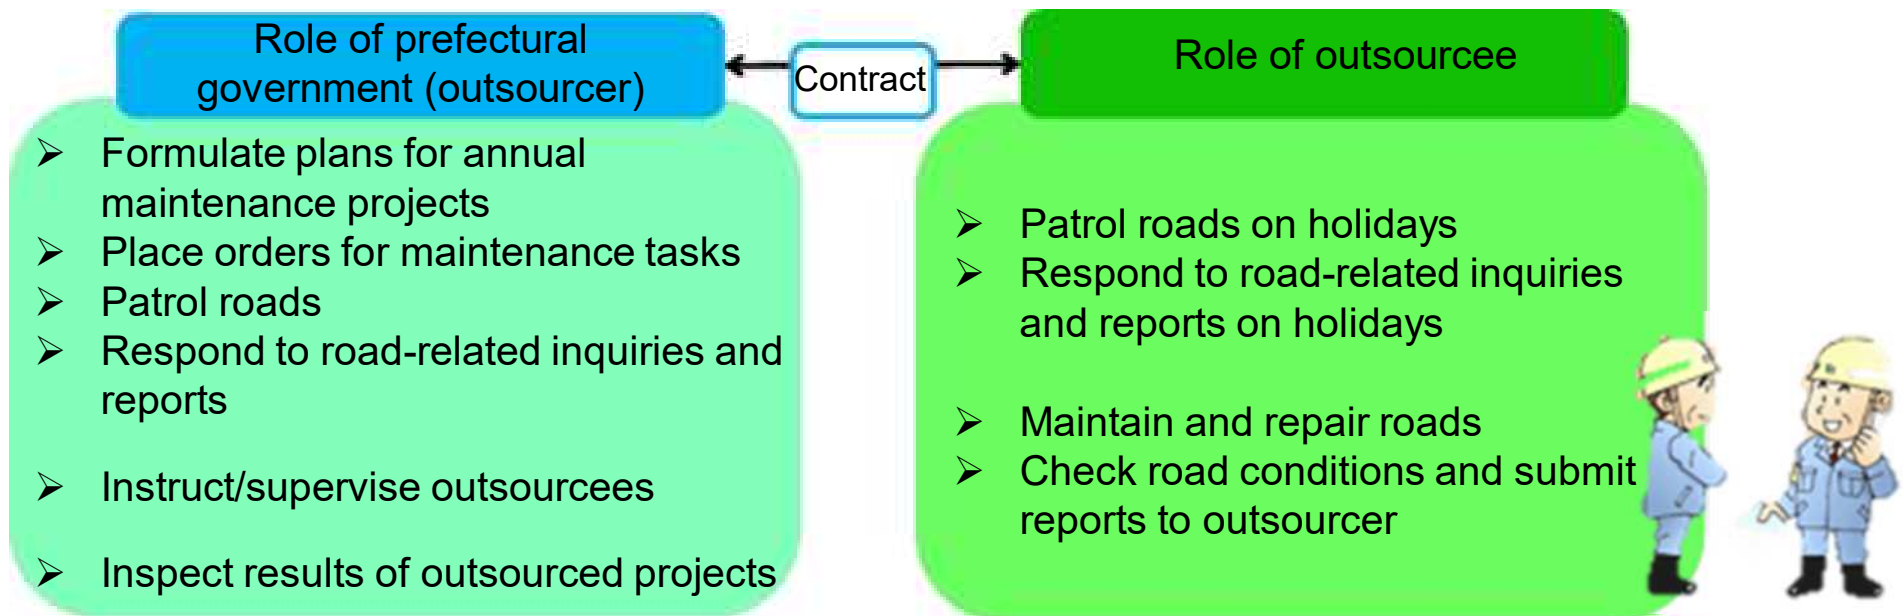 Role of prefectural
government (outsourcer)
Contract
Role of outsourcee
➢ Formulate plans for annual
maintenance projects
➢ Place orders for maintenance tasks
➢ Patrol roads
➢ Respond to road-related inquiries and
reports
➢ Instruct/supervise outsourcees
➢ Inspect results of outsourced projects
➢ Patrol roads on holidays
➢ Respond to road-related inquiries
and reports on holidays
➢ Maintain and repair roads
➢ Check road conditions and submit
reports to outsourcer